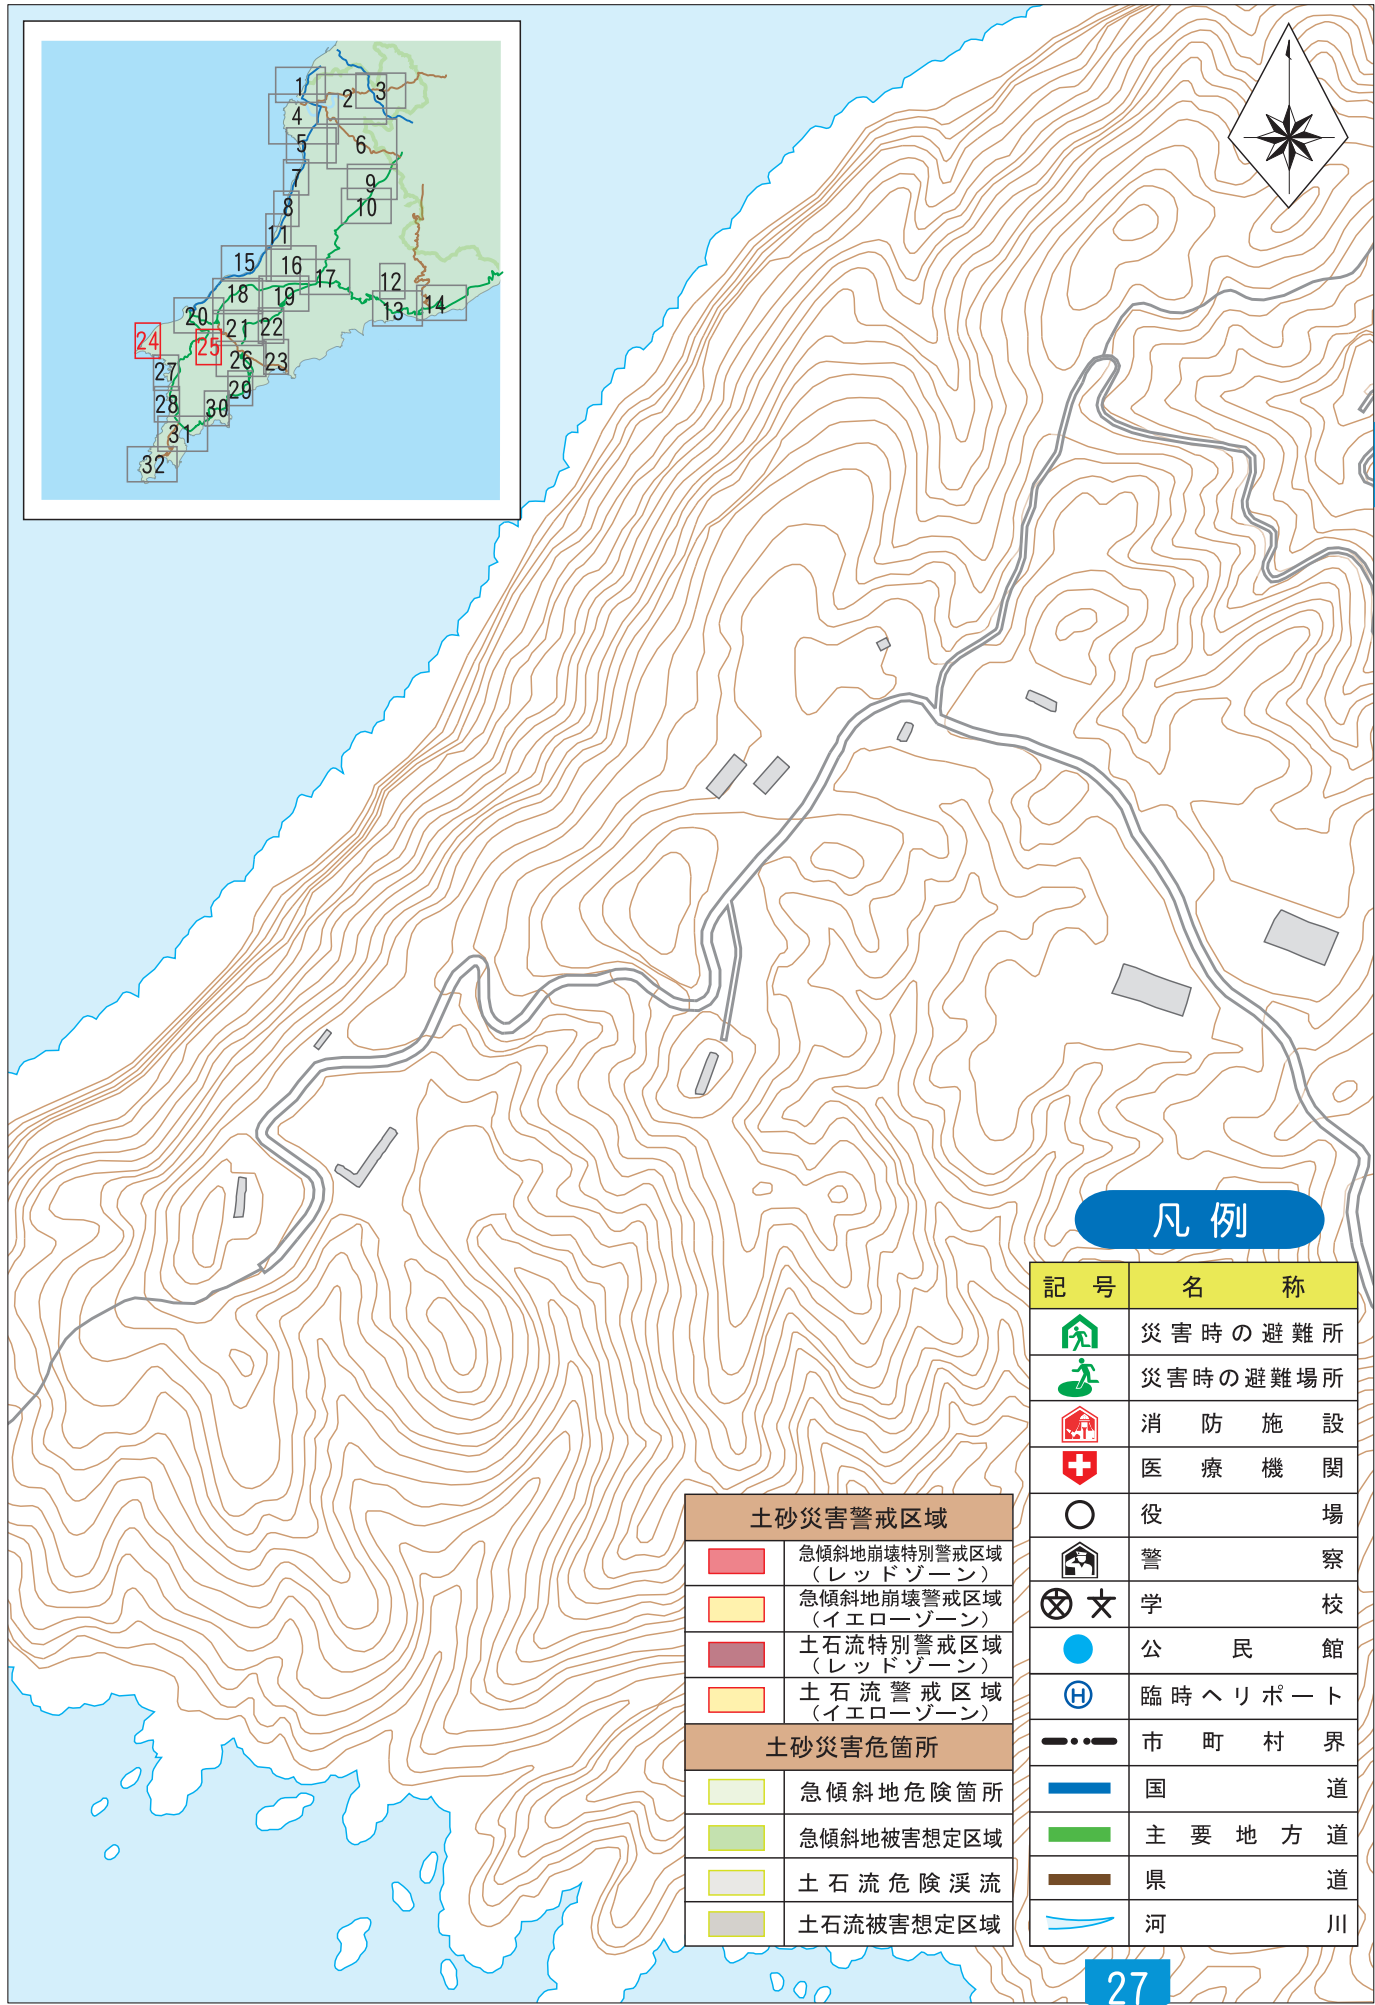 1
2
3
4
5
6
7
8
9
10
11
12
13
14
15
16
17
18
19
20
21
22
23
24
25
26
27
28
29
30
31
32
凡例
記号 名称
災害時の避難所
災害時の避難場所
消防施設
医療機関
役場
警察
学校
公民館
H 臨時ヘリポート
市町村界
国道
主要地方道
県道
河川
土砂災害警戒区域
急傾斜地崩壊特別警戒区域
(レッドゾーン)
急傾斜地崩壊警戒区域
(イエローゾーン)
土石流特別警戒区域
(レッドゾーン)
土石流警戒区域
(イエローゾーン)
土砂災害危箇所
急傾斜地危険箇所
急傾斜地被害想定区域
土石流危険渓流
土石流被害想定区域
27